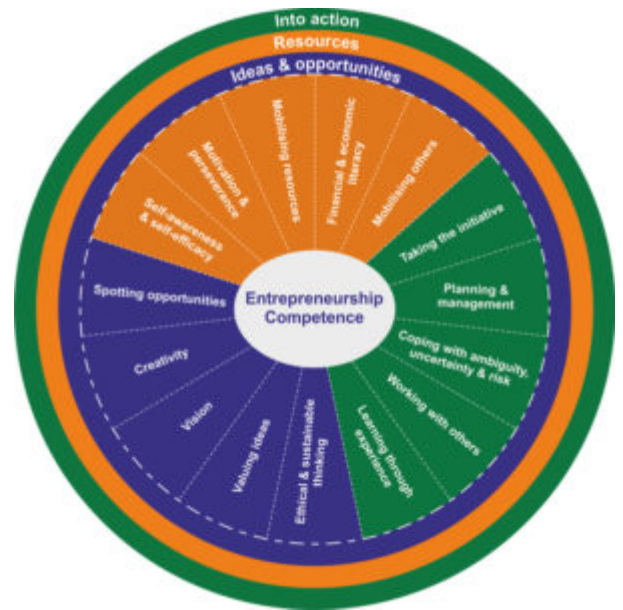 Into action
Resources
Ideas & opportunities
Self-awareness
& self-efficacy
Motivation &
perseverance
Mobilising resources
Financial & economic
literacy
Mobilising others
Taking the initiative
Planning &
management
Coping with ambiguity,
uncertainty & risk
Working with others
Learning through
experience
Ethical & sustainable
thinking
Valuing ideas
Vision
Creativity
Spotting opportunities
Entrepreneurship
Competence